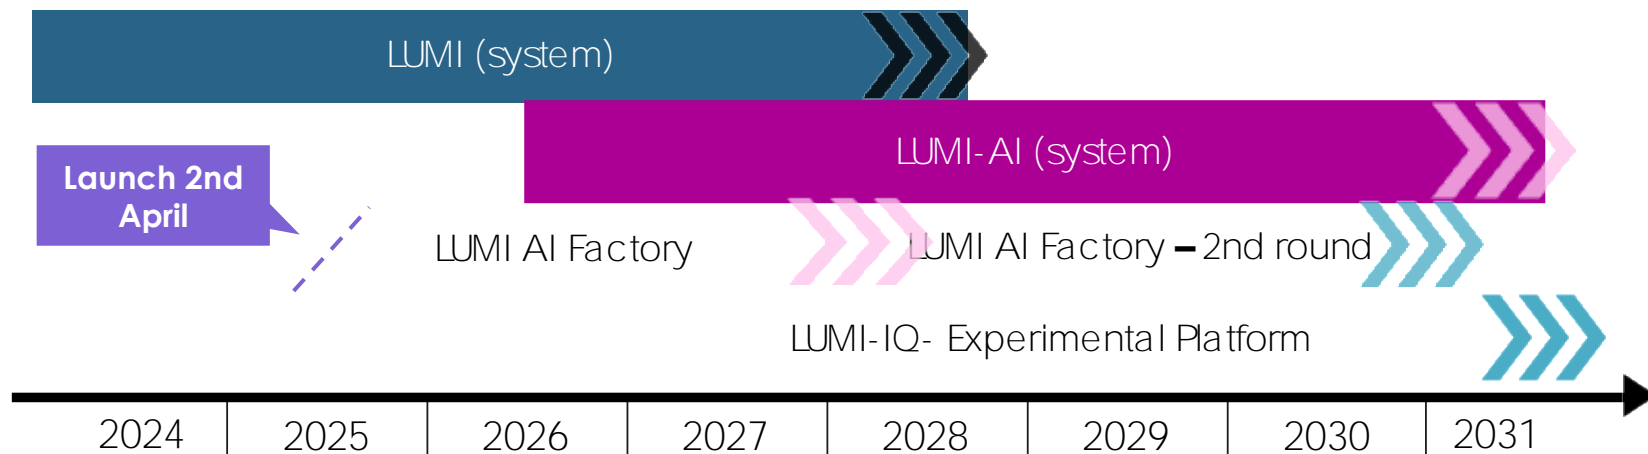 LUMI (system)
LUMI-AI (system)
Launch 2nd
April
LUMI AI Factory
LUMI AI Factory – 2nd round
LUMI-IQ- Experimental Platform
2024 2025 2026 2027 2028 2029 2030 2031